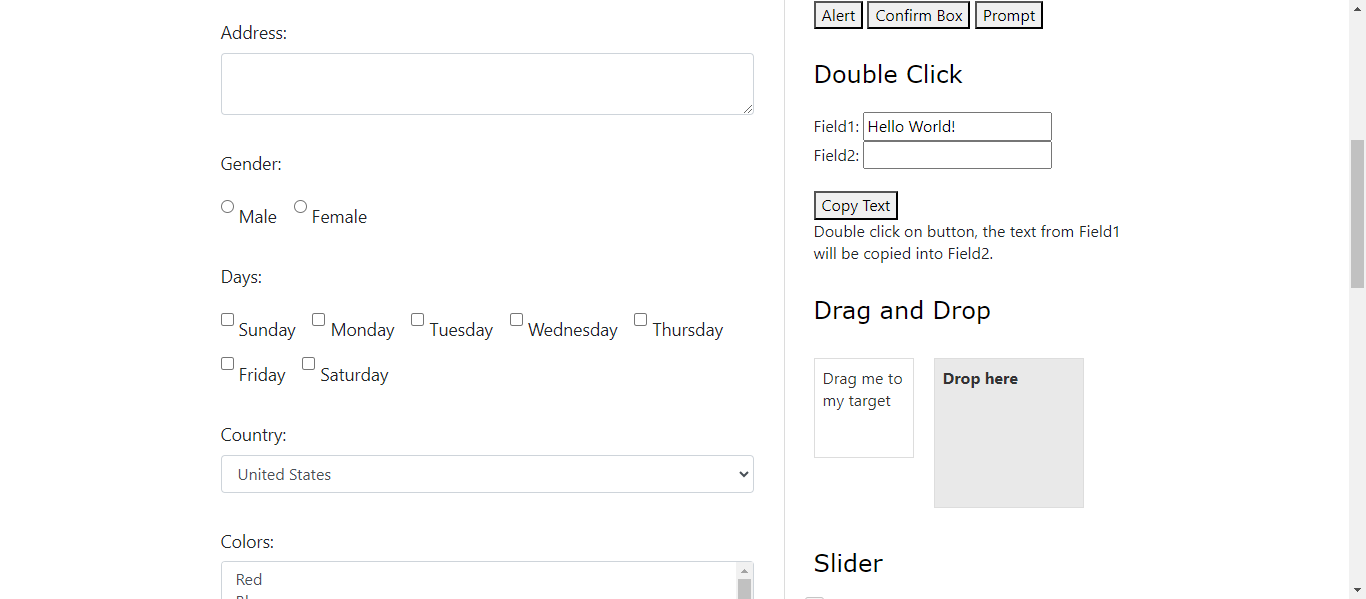 Address:
Gender:
Male Female
Days:
Sunday Monday Tuesday Wednesday Thursday
Friday Saturday
Country:
United States
Colors:
Red
Alert Confirm Box Prompt
Double Click
Field1: Hello World!
Field2:
Copy Text
Double click on button, the text from Field1
will be copied into Field2.
Drag and Drop
Drag me to
my target
Drop here
Slider